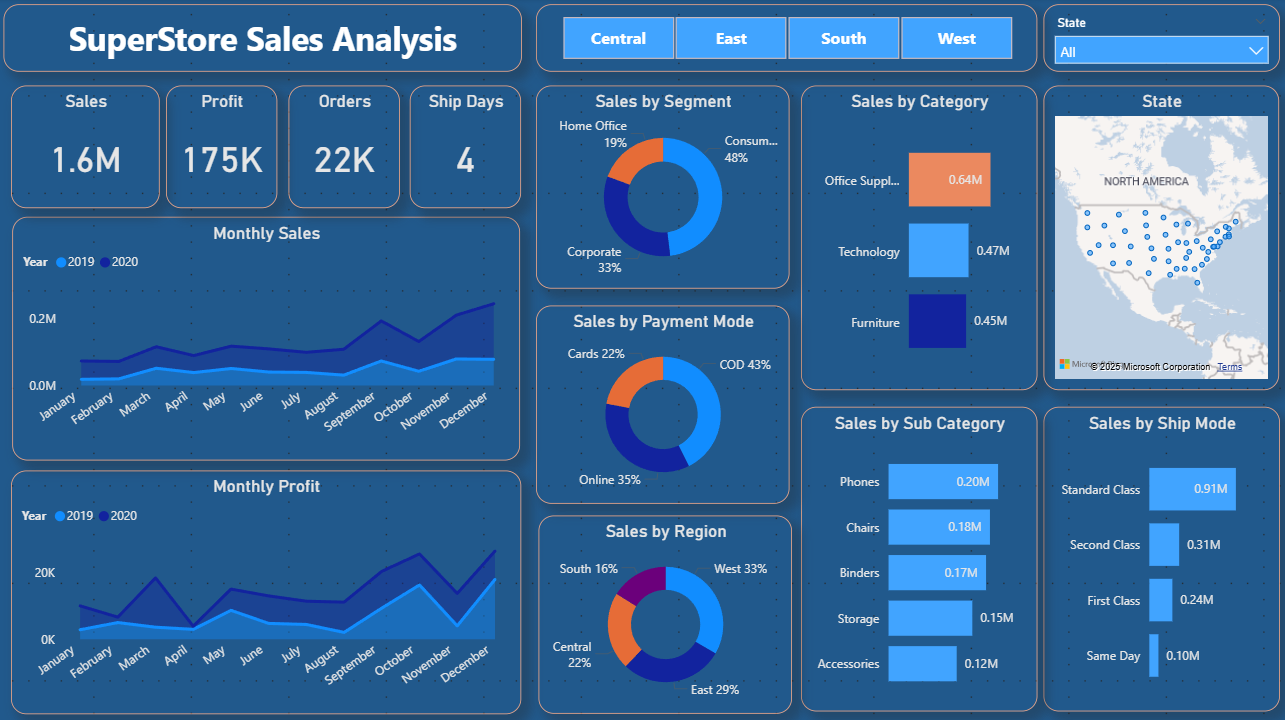 SuperStore Sales Analysis
Central
East
South
West
State
All
Sales
1.6M
Profit
175K
Orders
22K
Ship Days
4
Monthly Sales
Year 2019 2020
0.2M
0.0M
January
February
March
April
May
June
July
August
September
October
November
December
Monthly Profit
Year 2019 2020
20K
0K
January
February
March
April
May
June
July
August
September
October
November
December
Sales by Segment
Home Office
19%
Consum...
48%
Corporate
33%
Sales by Payment Mode
Cards 22%
COD 43%
Online 35%
Sales by Region
South 16%
West 33%
Central
22%
East 29%
Sales by Category
Office Suppl... 0.64M
Technology 0.47M
Furniture 0.45M
State
NORTH AMERICA
© 2025 Microsoft Corporation Terms
Sales by Sub Category
Phones 0.20M
Chairs 0.18M
Binders 0.17M
Storage 0.15M
Accessories 0.12M
Sales by Ship Mode
Standard Class 0.91M
Second Class 0.31M
First Class 0.24M
Same Day 0.10M